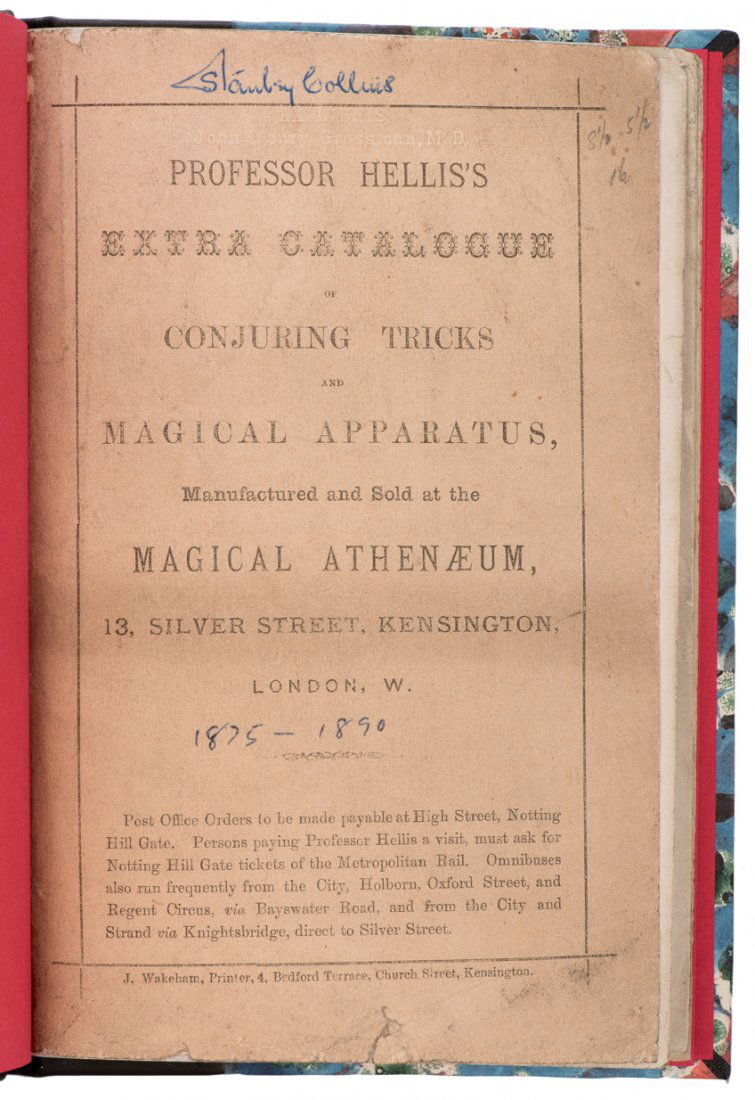 Stanley Collins
John Henry Grossman, M.D.
8½ 5½
16
PROFESSOR HELLIS'S
EXTRA CATALOGUE
OF
CONJURING TRICKS
AND
MAGICAL APPARATUS,
Manufactured and Sold at the
MAGICAL ATHENÆUM,
13, SILVER STREET, KENSINGTON,
LONDON, W.
1875 - 1890
Post Office Orders to be made payable at High Street, Notting
Hill Gate. Persons paying Professor Hellis a visit, must ask for
Notting Hill Gate tickets of the Metropolitan Rail. Omnibuses
also run frequently from the City, Holborn, Oxford Street, and
Regent Circus, via Bayswater Road, and from the City and
Strand via Knightsbridge, direct to Silver Street.
J. Wakeham, Printer, 4, Bedford Terrace, Church Street, Kensington.